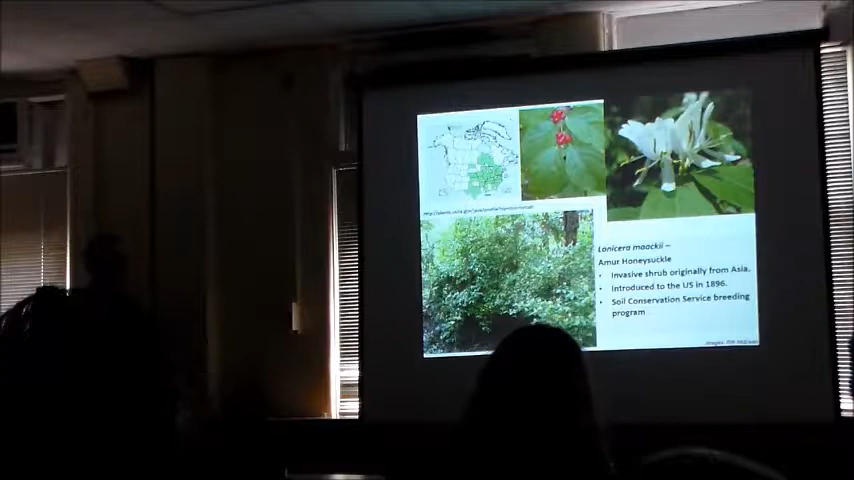 Lonicera maackii –
Amur Honeysuckle
• Invasive shrub originally from Asia.
• Introduced to the US in 1896.
• Soil Conservation Service breeding
program